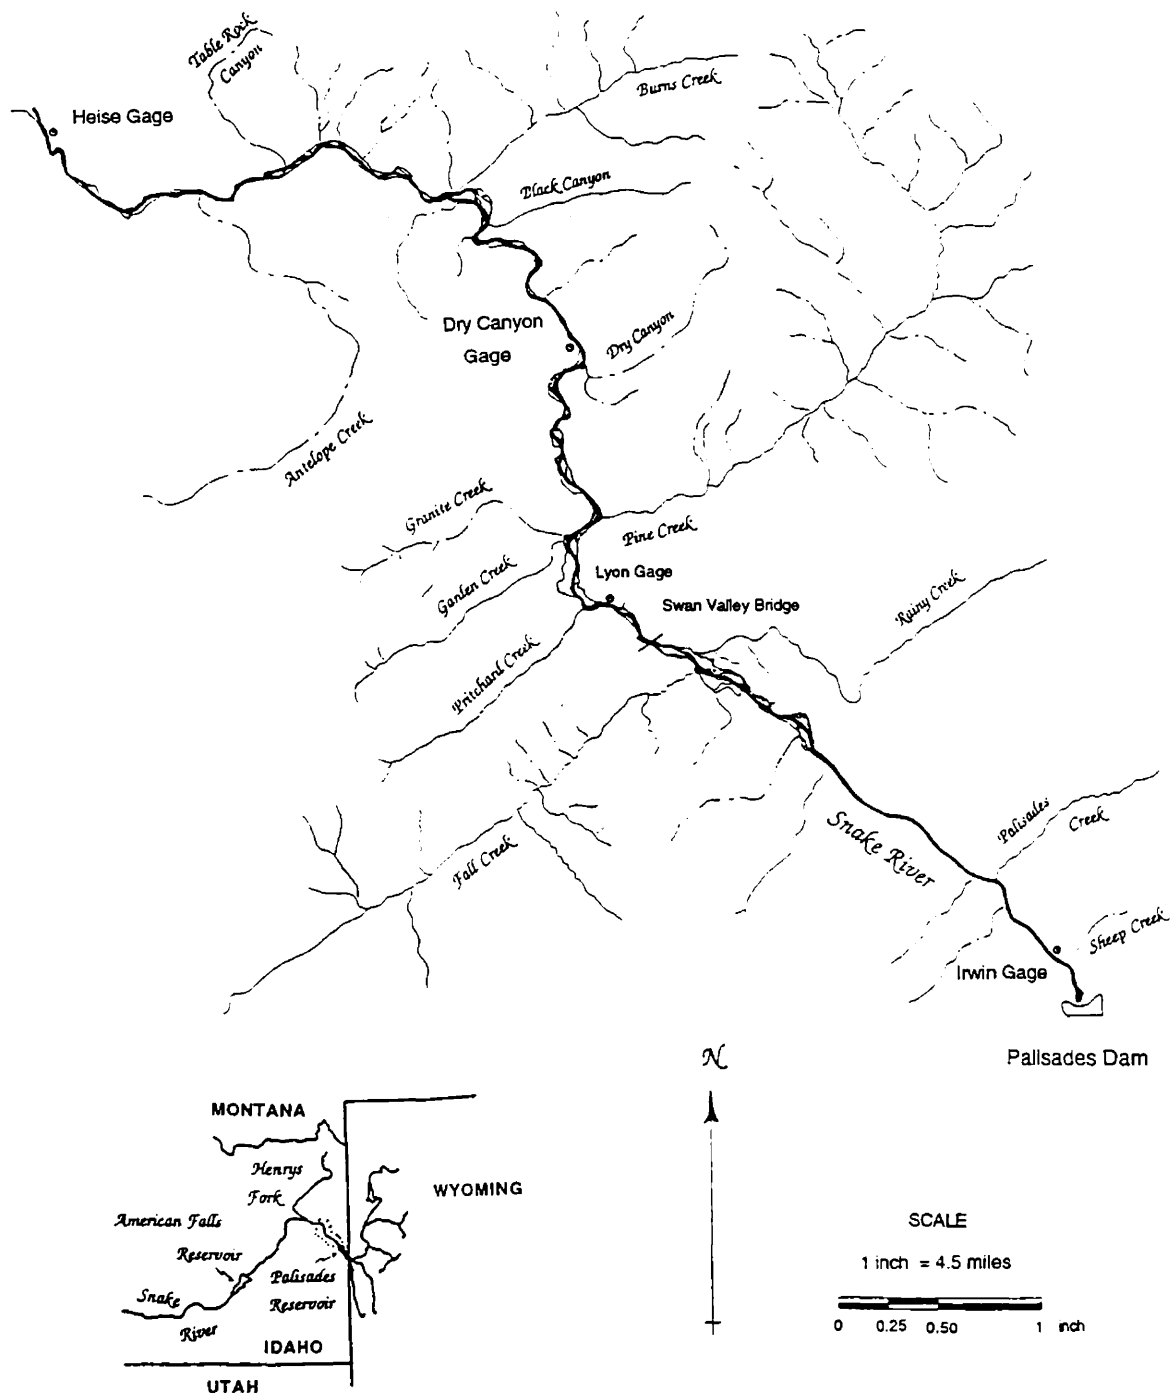 Table Rock
Canyon
Burns Creek
Heise Gage
Black Canyon
Dry Canyon
Gage
Dry Canyon
Antelope Creek
Granite Creek
Pine Creek
Garden Creek
Lyon Gage
Swan Valley Bridge
Rainy Creek
Pritchard Creek
Snake River
Palisades
Creek
Fall Creek
Sheep Creek
Irwin Gage
Palisades Dam
N
MONTANA
Henrys
Fork
WYOMING
American Falls
Reservoir
Palisades
Reservoir
Snake
River
IDAHO
UTAH
SCALE
1 inch = 4.5 miles
0 0.25 0.50 1 inch